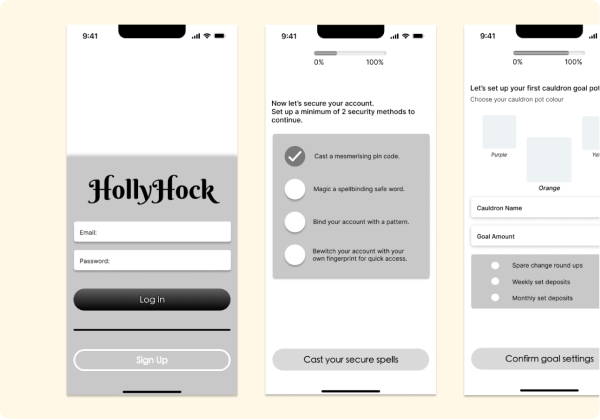 9:41
HollyHock
Email:
Password:
Log In
Sign Up
9:41
0% 100%
Now let's secure your account.
Set up a minimum of 2 security methods to
continue.
Cast a mesmerising pin code.
Magic a spellbinding safe word.
Bind your account with a pattern.
Bewitch your account with your
own fingerprint for quick access.
Cast your secure spells
9:41
0% 100%
Let's set up your first cauldron goal pot
Choose your cauldron pot colour
Purple
Orange
Cauldron Name
Goal Amount
Spare change round ups
Weekly set deposits
Monthly set deposits
Confirm goal settings